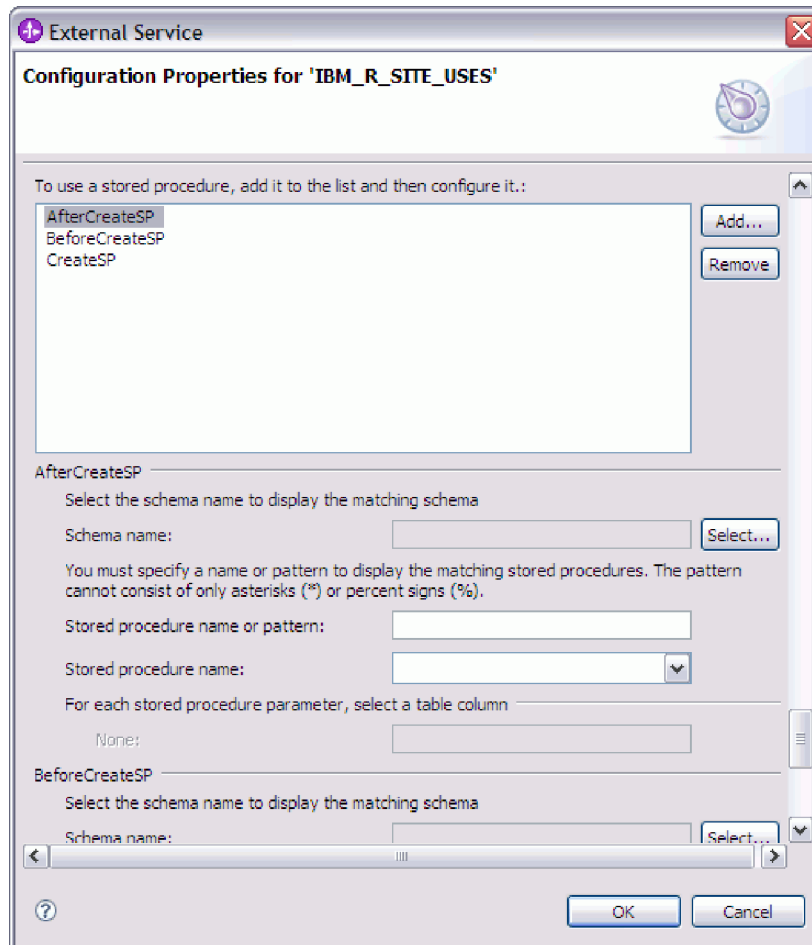 External Service
Configuration Properties for 'IBM_R_SITE_USES'
To use a stored procedure, add it to the list and then configure it.:
AfterCreateSP
BeforeCreateSP
CreateSP
Add...
Remove
AfterCreateSP
Select the schema name to display the matching schema
Schema name:
Select...
You must specify a name or pattern to display the matching stored procedures. The pattern
cannot consist of only asterisks (*) or percent signs (%).
Stored procedure name or pattern:
Stored procedure name:
For each stored procedure parameter, select a table column
None:
BeforeCreateSP
Select the schema name to display the matching schema
Schema name:
Select...
OK
Cancel